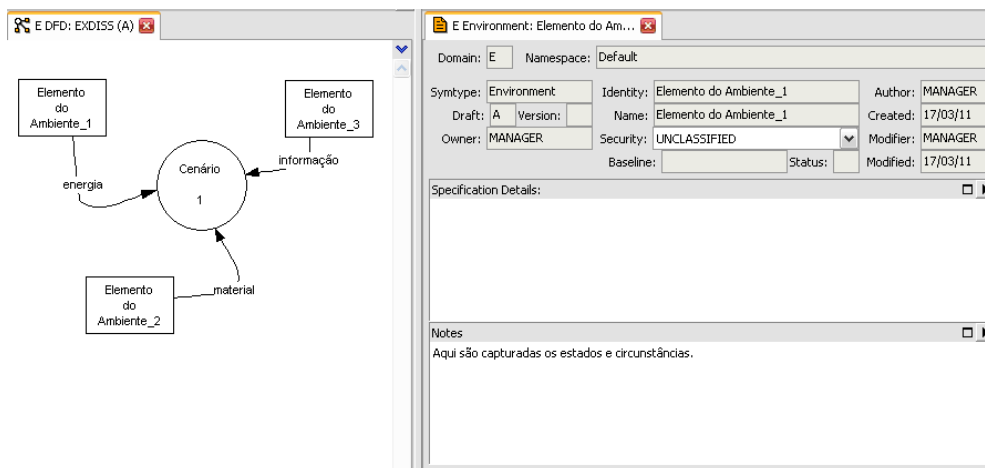 E DFD: EXDISS (A)
Elemento
do
Ambiente_1
Elemento
do
Ambiente_3
energia
informação
Cenário
1
Elemento
do
Ambiente_2
material
E Environment: Elemento do Am...
Domain: E Namespace: Default
Symtype: Environment Identity: Elemento do Ambiente_1 Author: MANAGER
Draft: A Version: Name: Elemento do Ambiente_1 Created: 17/03/11
Owner: MANAGER Security: UNCLASSIFIED Modifier: MANAGER
Baseline: Status: Modified: 17/03/11
Specification Details:
Notes
Aqui são capturadas os estados e circunstâncias.